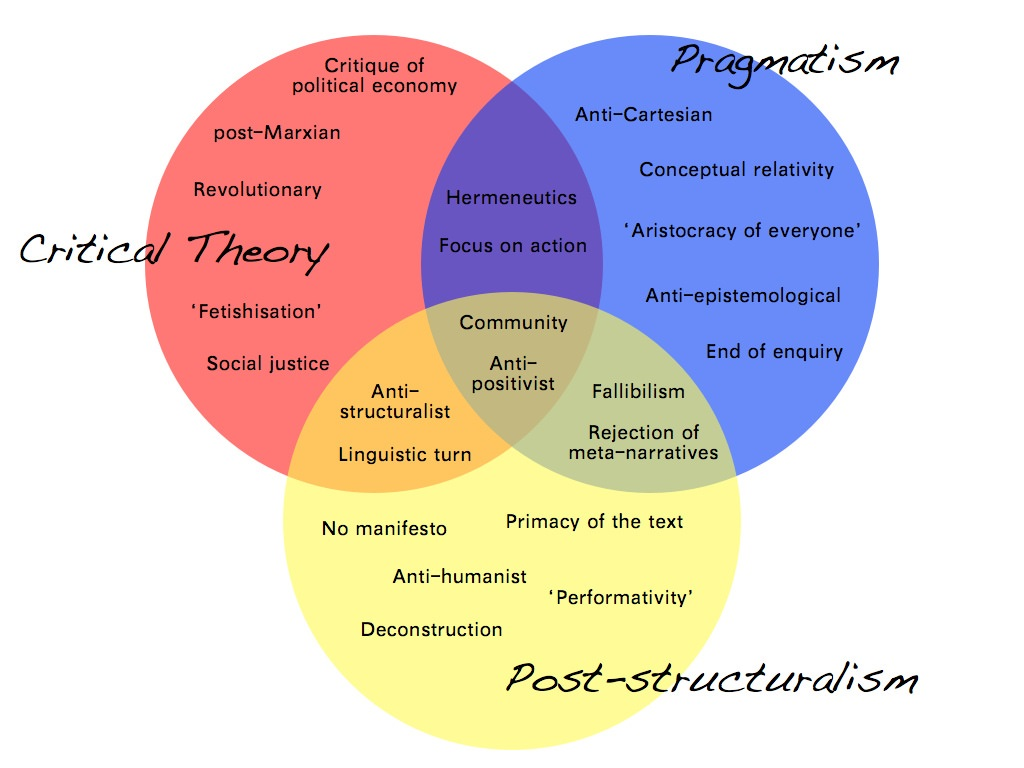 Pragmatism
Critique of
political economy
post-Marxian
Revolutionary
Critical Theory
‘Fetishisation’
Social justice
Anti-Cartesian
Conceptual relativity
‘Aristocracy of everyone’
Anti-epistemological
End of enquiry
Hermeneutics
Focus on action
Community
Anti-
positivist
Anti-
structuralist
Linguistic turn
Fallibilism
Rejection of
meta-narratives
No manifesto
Primacy of the text
Anti-humanist
‘Performativity’
Deconstruction
Post-structuralism